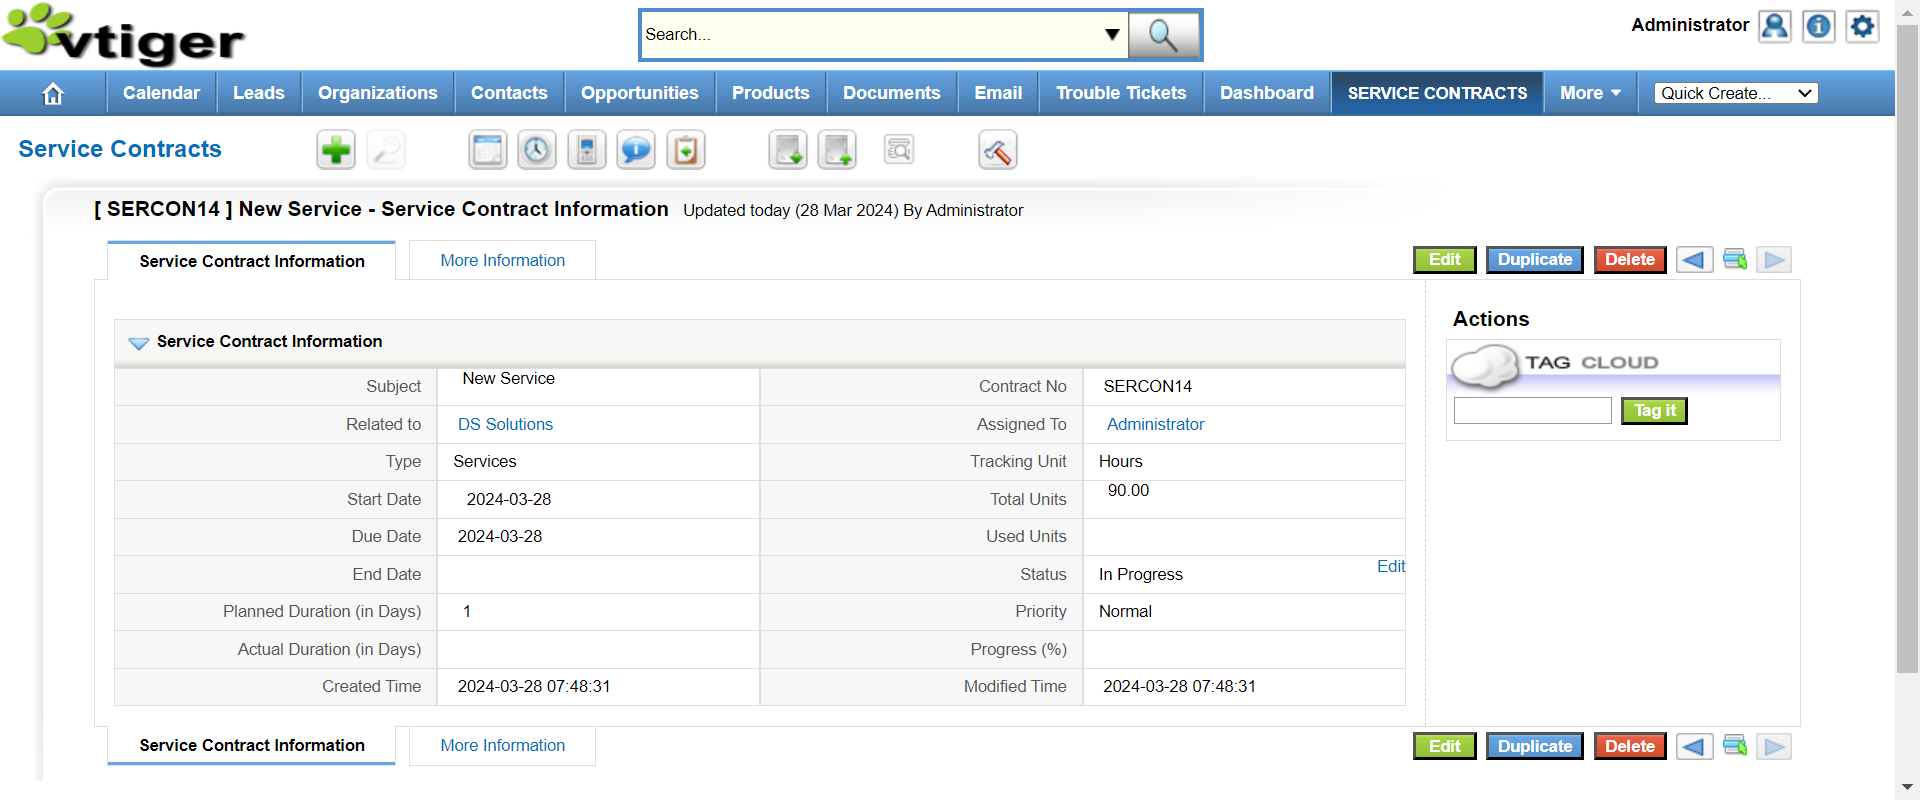 vtiger
Search...
Administrator
Calendar Leads Organizations Contacts Opportunities Products Documents Email Trouble Tickets Dashboard SERVICE CONTRACTS More Quick Create...
Service Contracts
[ SERCON14 ] New Service - Service Contract Information Updated today (28 Mar 2024) By Administrator
Service Contract Information More Information Edit Duplicate Delete
Actions
TAG CLOUD
Tag it
Service Contract Information
Subject New Service Contract No SERCON14
Related to DS Solutions Assigned To Administrator
Type Services Tracking Unit Hours
Start Date 2024-03-28 Total Units 90.00
Due Date 2024-03-28 Used Units
End Date Status In Progress Edit
Planned Duration (in Days) 1 Priority Normal
Actual Duration (in Days) Progress (%)
Created Time 2024-03-28 07:48:31 Modified Time 2024-03-28 07:48:31
Service Contract Information More Information Edit Duplicate Delete